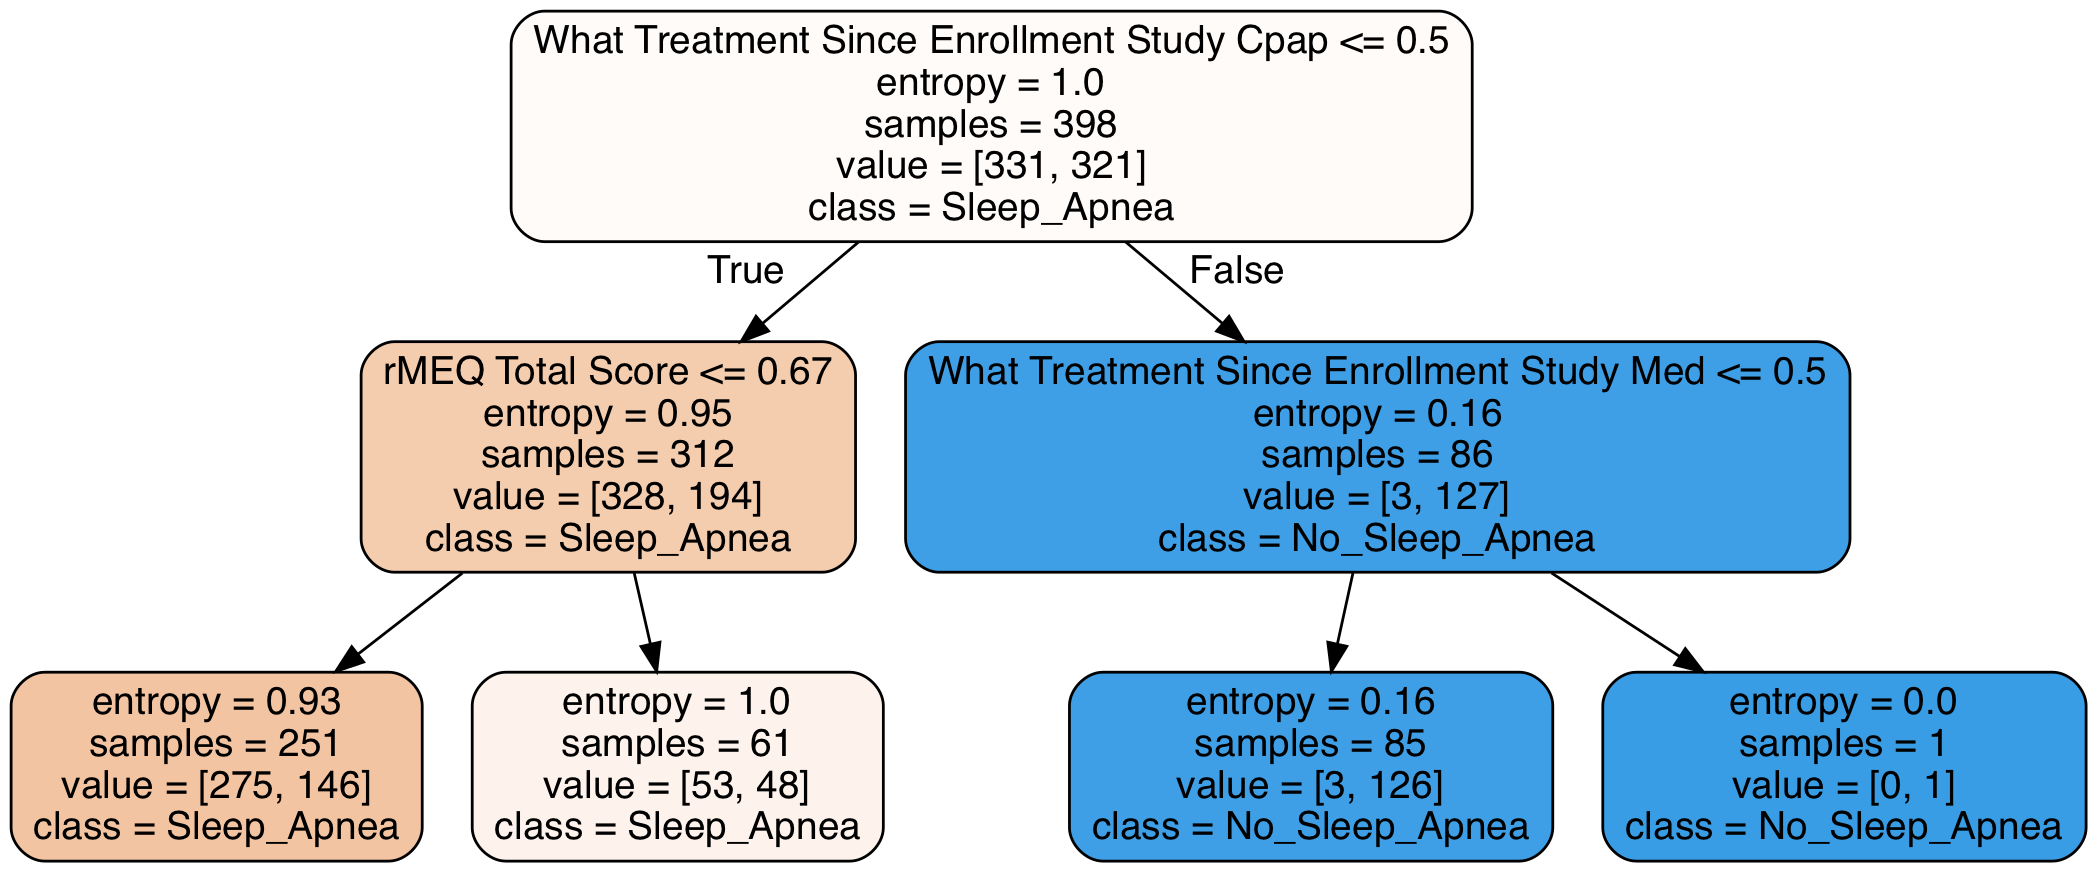 What Treatment Since Enrollment Study Cpap <= 0.5
entropy = 1.0
samples = 398
value = [331, 321]
class = Sleep_Apnea
True
False
rMEQ Total Score <= 0.67
entropy = 0.95
samples = 312
value = [328, 194]
class = Sleep_Apnea
What Treatment Since Enrollment Study Med <= 0.5
entropy = 0.16
samples = 86
value = [3, 127]
class = No_Sleep_Apnea
entropy = 0.93
samples = 251
value = [275, 146]
class = Sleep_Apnea
entropy = 1.0
samples = 61
value = [53, 48]
class = Sleep_Apnea
entropy = 0.16
samples = 85
value = [3, 126]
class = No_Sleep_Apnea
entropy = 0.0
samples = 1
value = [0, 1]
class = No_Sleep_Apnea